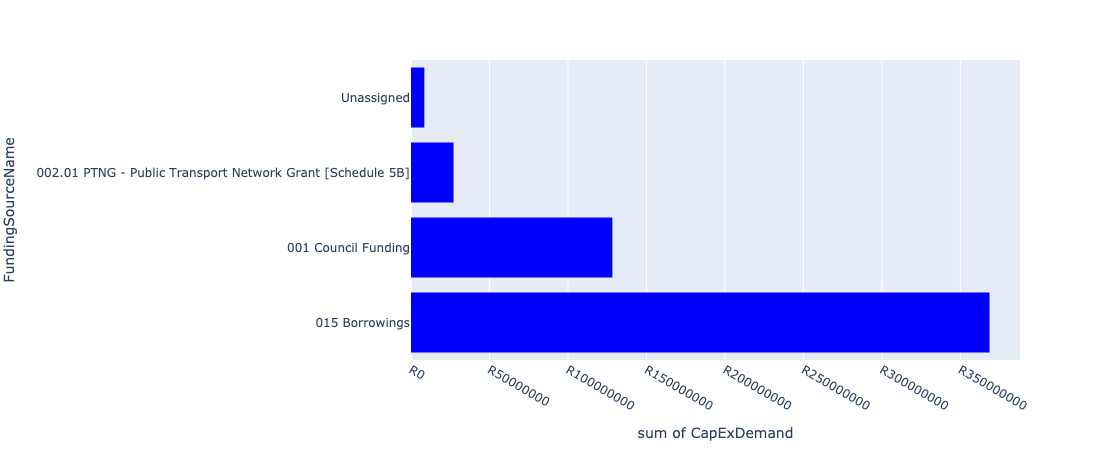 FundingSourceName
Unassigned
002.01 PTNG - Public Transport Network Grant [Schedule 5B]
001 Council Funding
015 Borrowings
R0
R50000000
R100000000
R150000000
R200000000
R250000000
R300000000
R350000000
sum of CapExDemand